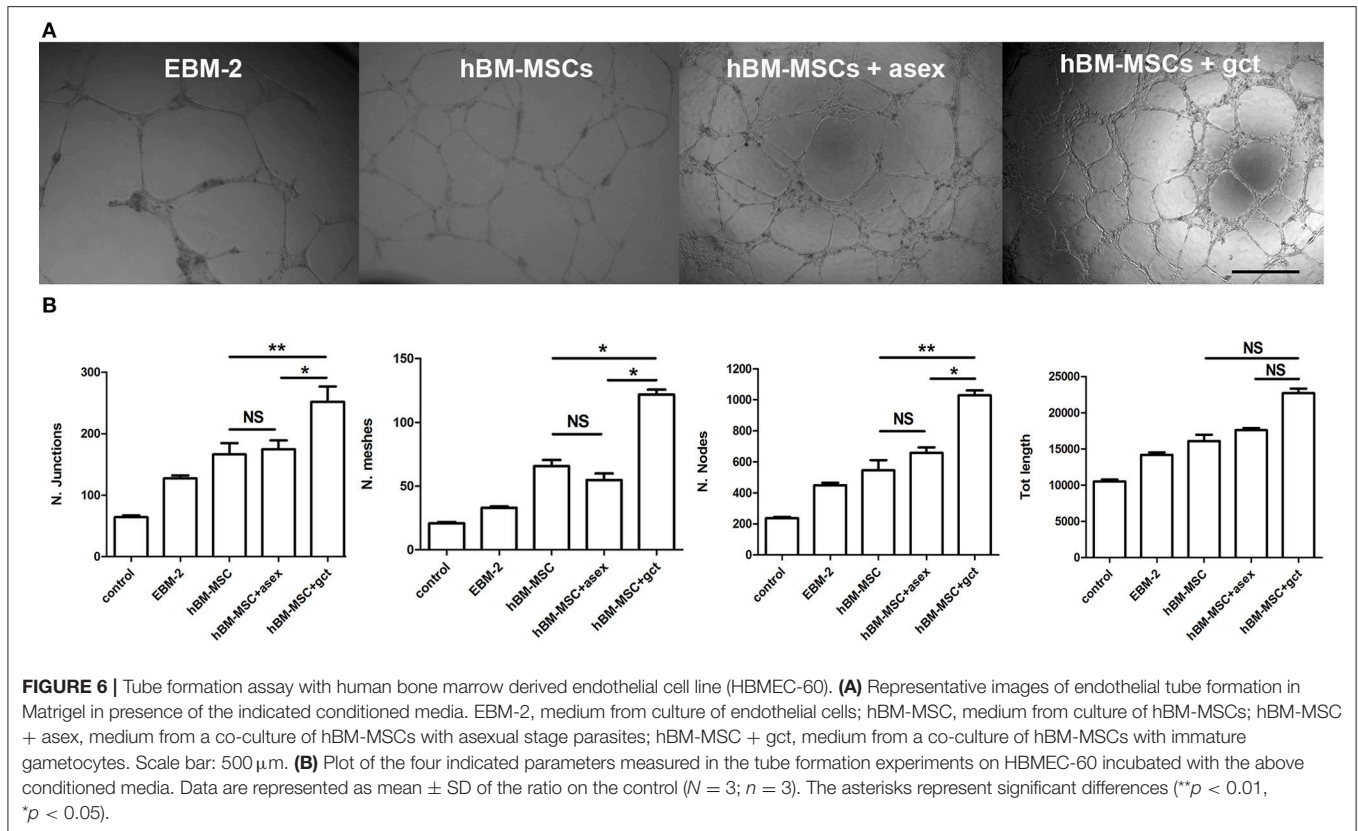 A
EBM-2
hBM-MSCs
hBM-MSCs + asex
hBM-MSCs + gct
B
N. Junctions
300
200
100
0
**
*
NS
control
EBM-2
hBM-MSC
hBM-MSC+asex
hBM-MSC+gct
N. meshes
150
100
50
0
*
*
NS
control
EBM-2
hBM-MSC
hBM-MSC+asex
hBM-MSC+gct
N. Nodes
1200
1000
800
600
400
200
0
**
*
NS
control
EBM-2
hBM-MSC
hBM-MSC+asex
hBM-MSC+gct
Tot length
25000
20000
15000
10000
5000
0
NS
NS
control
EBM-2
hBM-MSC
hBM-MSC+asex
hBM-MSC+gct
FIGURE 6 | Tube formation assay with human bone marrow derived endothelial cell line (HBMEC-60). (A) Representative images of endothelial tube formation in
Matrigel in presence of the indicated conditioned media. EBM-2, medium from culture of endothelial cells; hBM-MSC, medium from culture of hBM-MSCs; hBM-MSC
+ asex, medium from a co-culture of hBM-MSCs with asexual stage parasites; hBM-MSC + gct, medium from a co-culture of hBM-MSCs with immature
gametocytes. Scale bar: 500 μm. (B) Plot of the four indicated parameters measured in the tube formation experiments on HBMEC-60 incubated with the above
conditioned media. Data are represented as mean ± SD of the ratio on the control (N = 3; n = 3). The asterisks represent significant differences (**p < 0.01,
*p < 0.05).